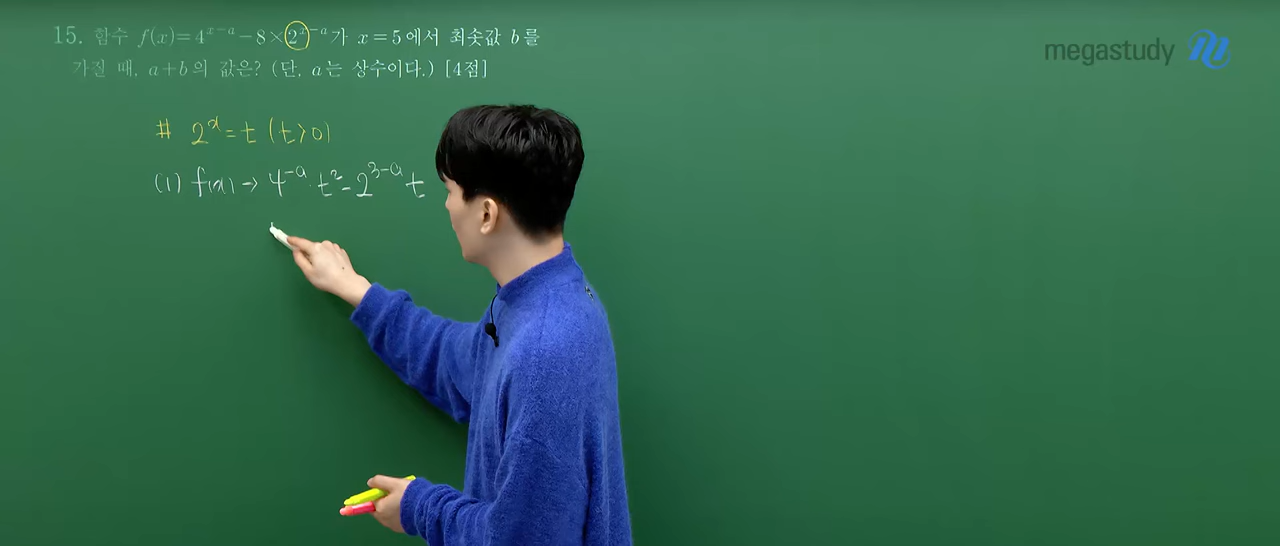 15. 함수 f(x)=4^{x-a}-8×2^{x-a}가 x=5에서 최솟값 b를
가질 때, a+b의 값은? (단, a는 상수이다.) [4점]
megastudy
# 2^x=t (t>0)
(1) f(x)→ 4^{-a}·t²-2^{3-a}t